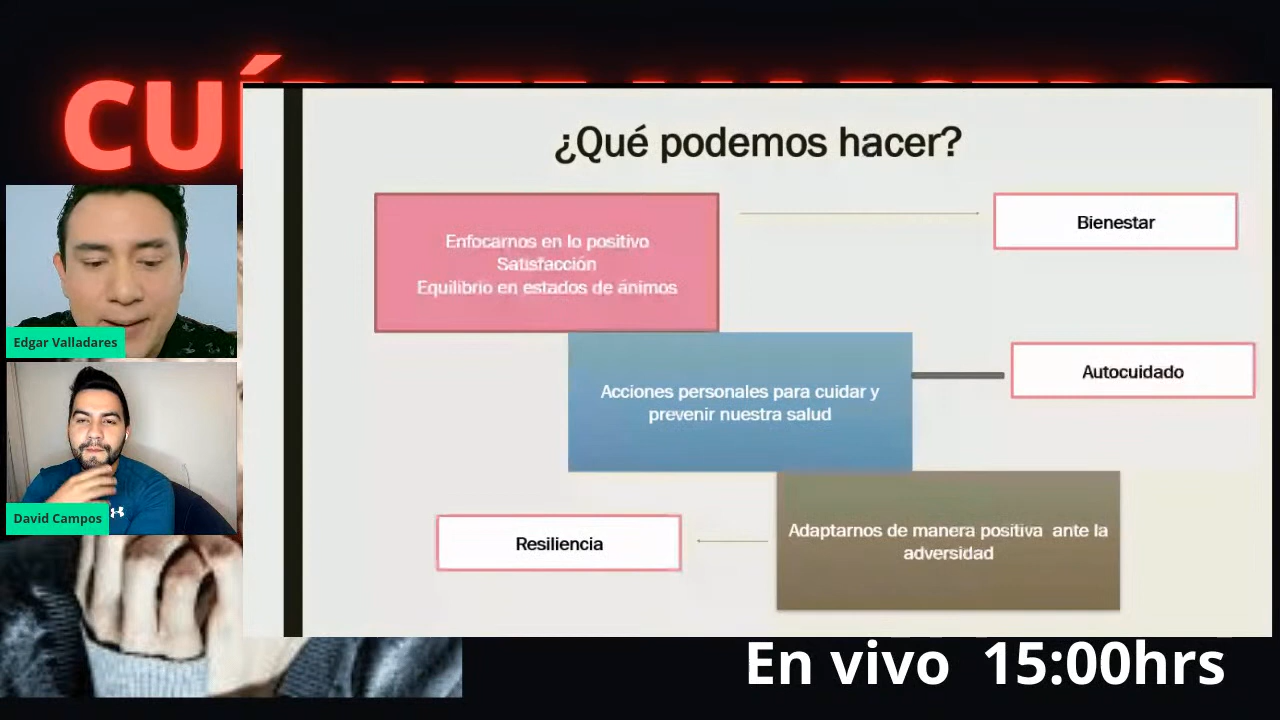 CUÍ
¿Qué podemos hacer?
Enfocarnos en lo positivo
Satisfacción
Equilibrio en estados de ánimos
Bienestar
Acciones personales para cuidar y
prevenir nuestra salud
Autocuidado
Adaptarnos de manera positiva ante la
adversidad
Resiliencia
Edgar Valladares
David Campos
En vivo 15:00hrs